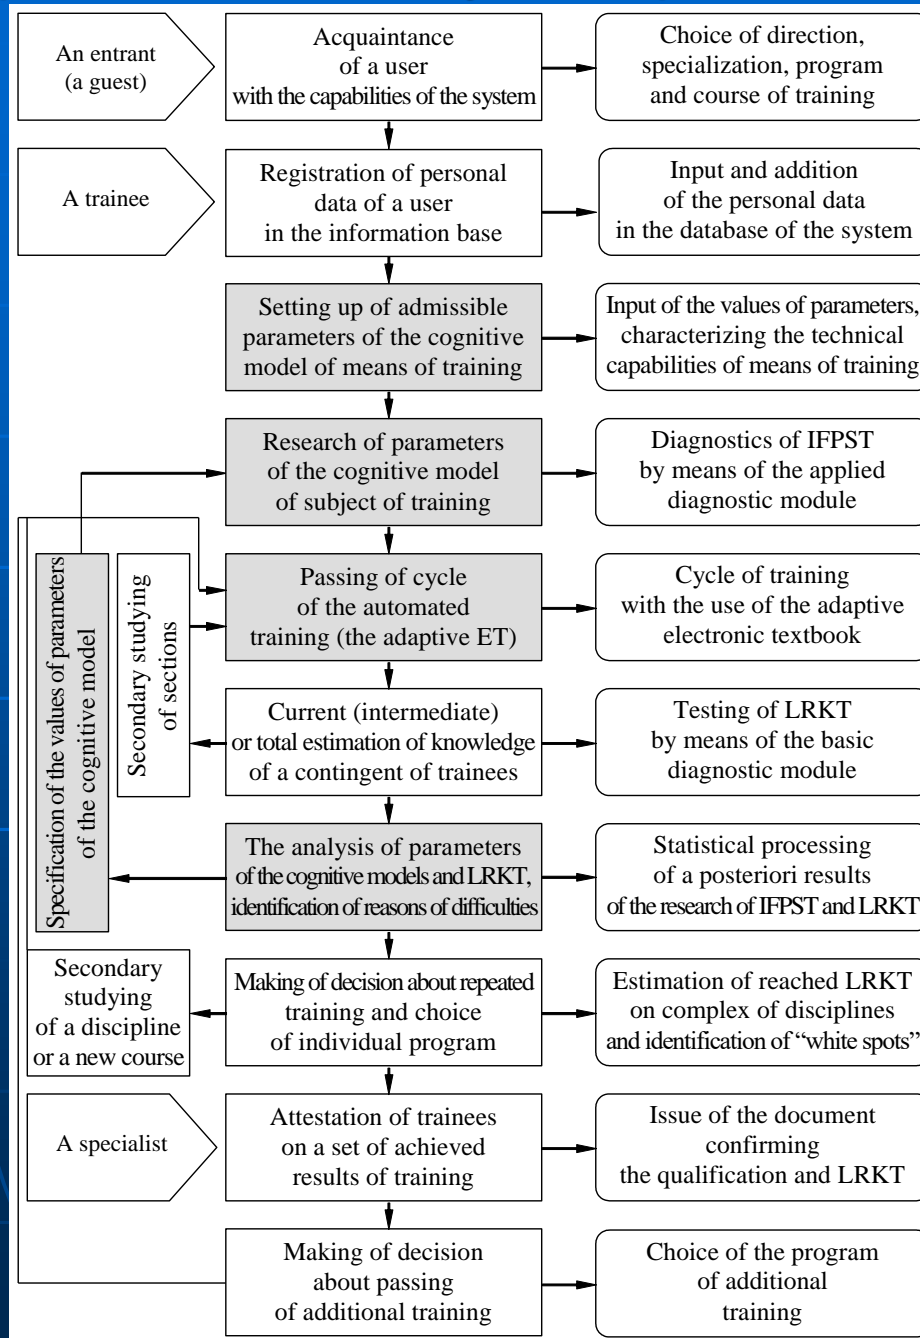 An entrant
(a guest)
Acquaintance
of a user
with the capabilities of the system
Choice of direction,
specialization, program
and course of training
A trainee
Registration of personal
data of a user
in the information base
Input and addition
of the personal data
in the database of the system
Setting up of admissible
parameters of the cognitive
model of means of training
Input of the values of parameters,
characterizing the technical
capabilities of means of training
Research of parameters
of the cognitive model
of subject of training
Diagnostics of IFPST
by means of the applied
diagnostic module
Specification of the values of parameters
of the cognitive model
Secondary studying
of sections
Passing of cycle
of the automated
training (the adaptive ET)
Cycle of training
with the use of the adaptive
electronic textbook
Current (intermediate)
or total estimation of knowledge
of a contingent of trainees
Testing of LRKT
by means of the basic
diagnostic module
The analysis of parameters
of the cognitive models and LRKT,
identification of reasons of difficulties
Statistical processing
of a posteriori results
of the research of IFPST and LRKT
Secondary
studying
of a discipline
or a new course
Making of decision about repeated
training and choice
of individual program
Estimation of reached LRKT
on complex of disciplines
and identification of “white spots”
A specialist
Attestation of trainees
on a set of achieved
results of training
Issue of the document
confirming
the qualification and LRKT
Making of decision
about passing
of additional training
Choice of the program
of additional
training